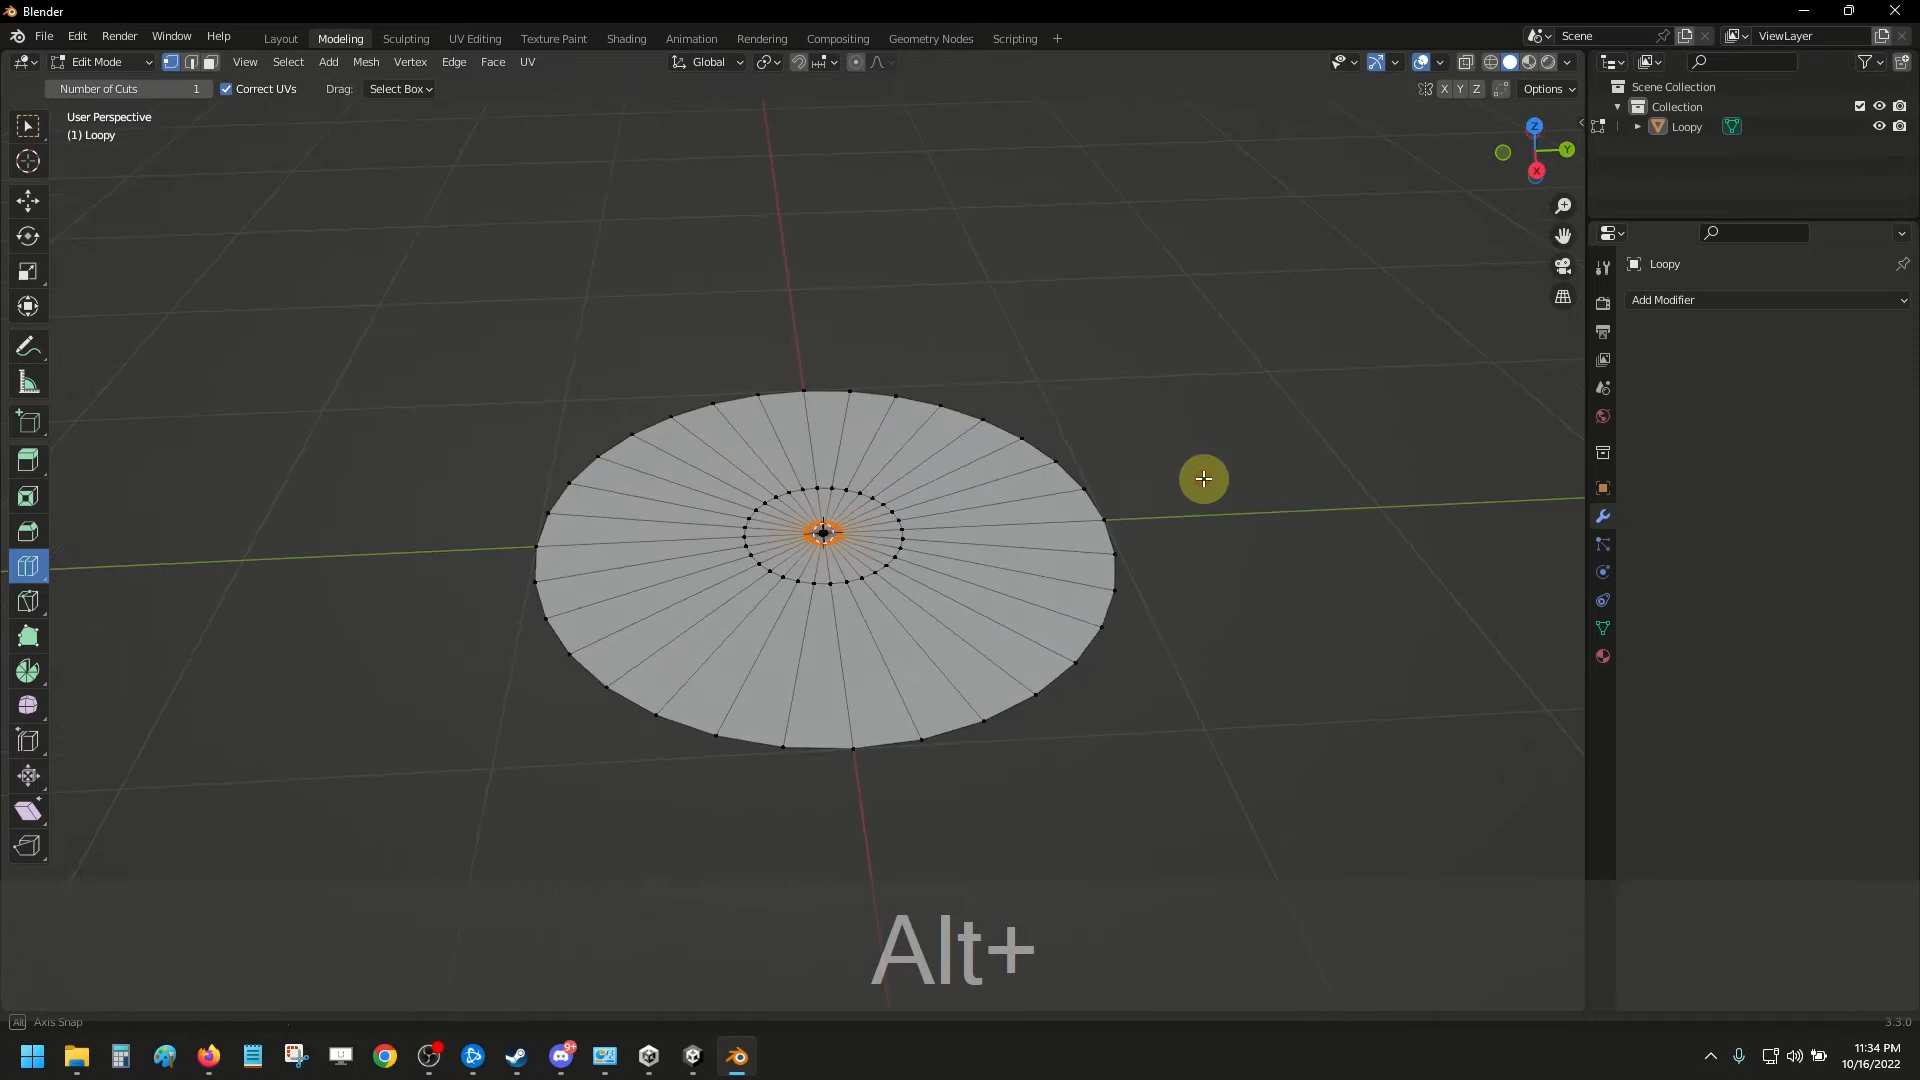 Blender
File Edit Render Window Help Layout Modeling Sculpting UV Editing Texture Paint Shading Animation Rendering Compositing Geometry Nodes Scripting + Scene ViewLayer
Edit Mode View Select Add Mesh Vertex Edge Face UV Global
Number of Cuts 1 Correct UVs Drag: Select Box X Y Z Options
Scene Collection
Collection
Loopy
User Perspective
(1) Loopy
Z
Y
X
Loopy
Add Modifier
Alt+
Alt Axis Snap
3.3.0
9+
11:34 PM
10/16/2022